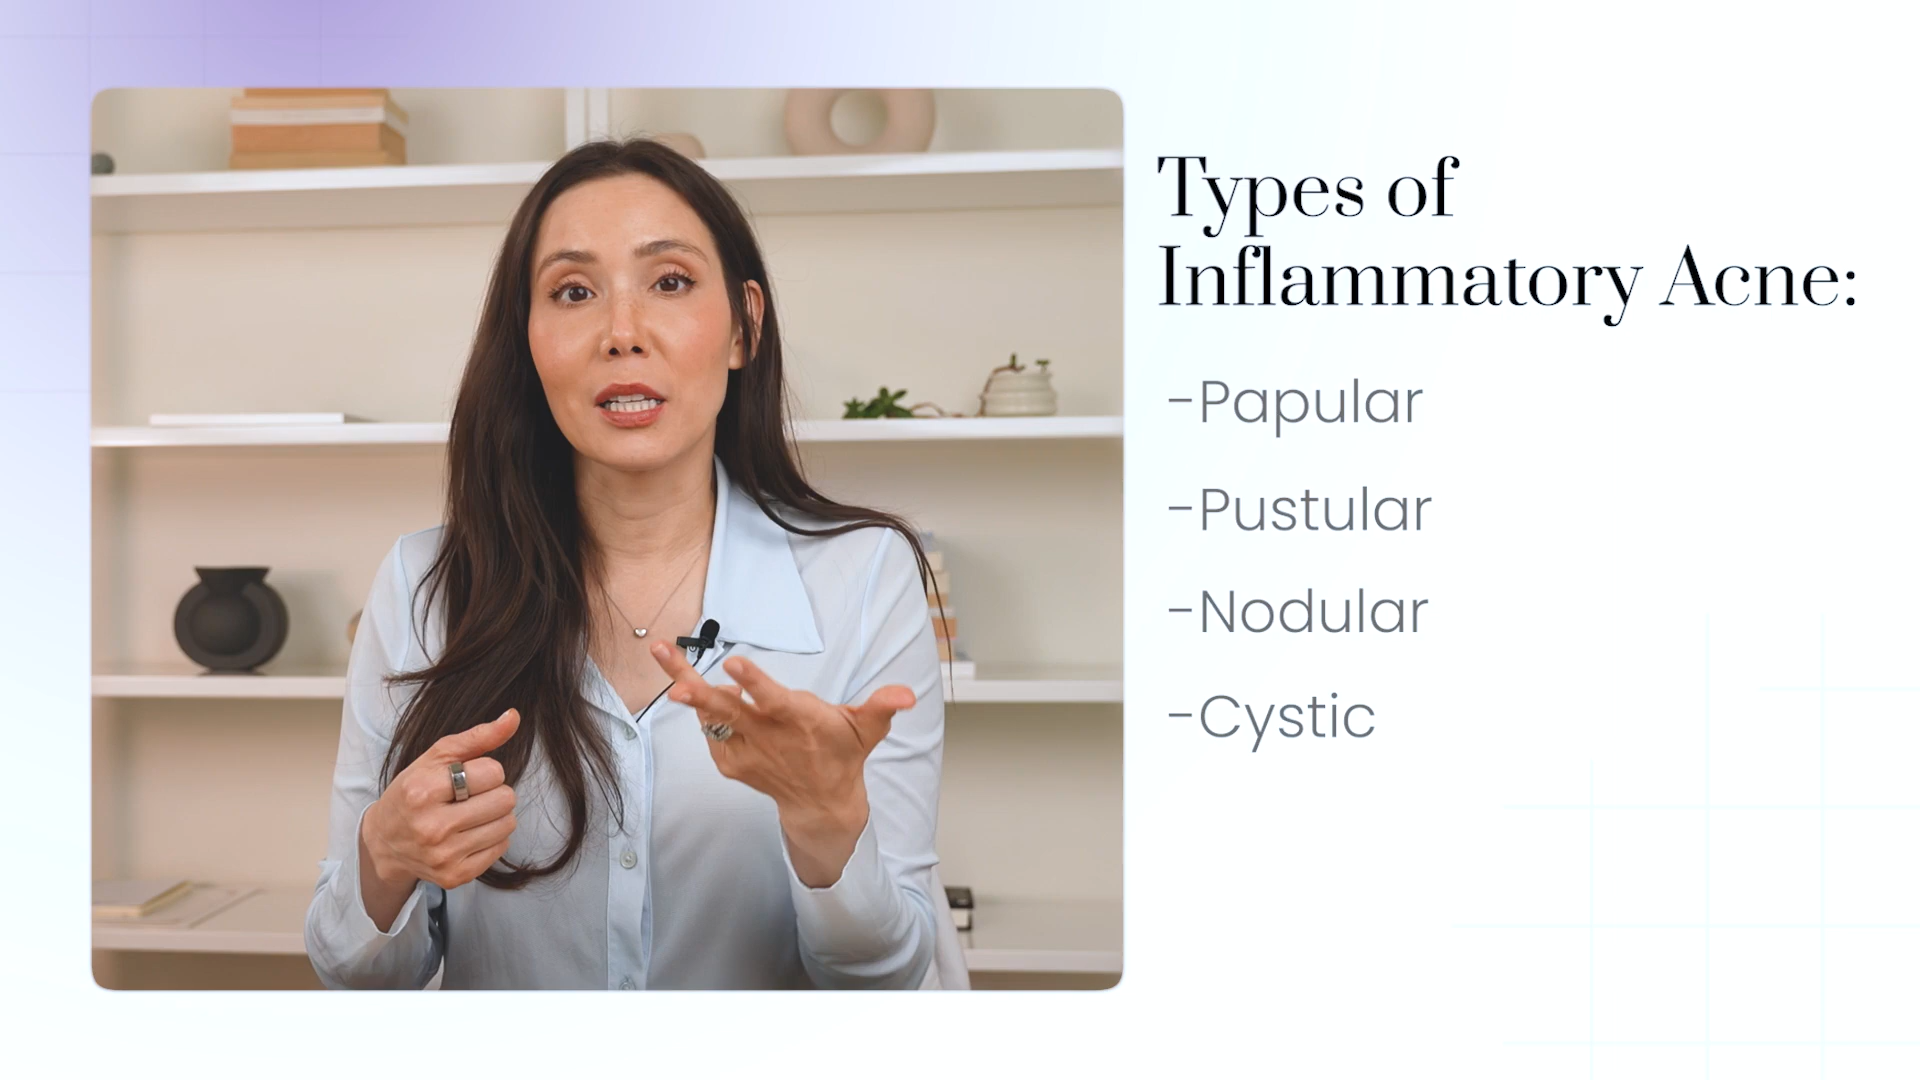 Types of
Inflammatory Acne:
-Papular
-Pustular
-Nodular
-Cystic